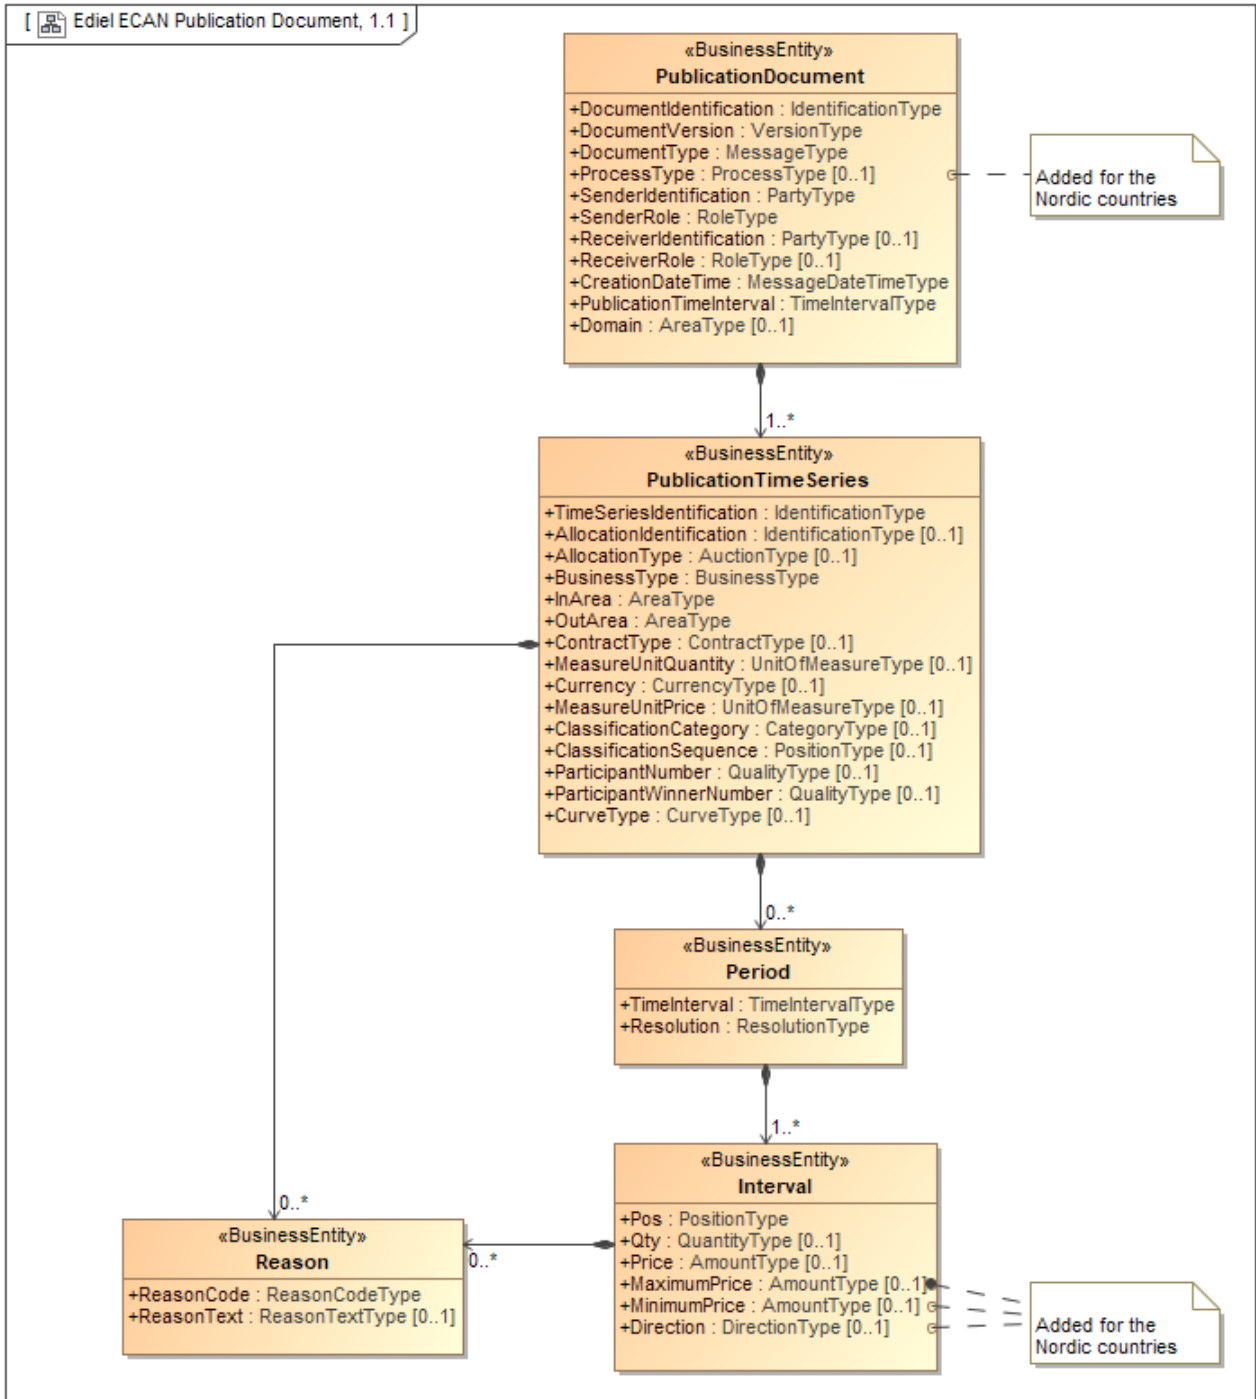 [ Ediel ECAN Publication Document, 1.1 ]
«BusinessEntity»
PublicationDocument
+DocumentIdentification : IdentificationType
+DocumentVersion : VersionType
+DocumentType : MessageType
+ProcessType : ProcessType [0..1]
+SenderIdentification : PartyType
+SenderRole : RoleType
+ReceiverIdentification : PartyType [0..1]
+ReceiverRole : RoleType [0..1]
+CreationDateTime : MessageDateTimeType
+PublicationTimeInterval : TimeIntervalType
+Domain : AreaType [0..1]
Added for the
Nordic countries
1..*
«BusinessEntity»
PublicationTimeSeries
+TimeSeriesIdentification : IdentificationType
+AllocationIdentification : IdentificationType [0..1]
+AllocationType : AuctionType [0..1]
+BusinessType : BusinessType
+InArea : AreaType
+OutArea : AreaType
+ContractType : ContractType [0..1]
+MeasureUnitQuantity : UnitOfMeasureType [0..1]
+Currency : CurrencyType [0..1]
+MeasureUnitPrice : UnitOfMeasureType [0..1]
+ClassificationCategory : CategoryType [0..1]
+ClassificationSequence : PositionType [0..1]
+ParticipantNumber : QualityType [0..1]
+ParticipantWinnerNumber : QualityType [0..1]
+CurveType : CurveType [0..1]
0..*
«BusinessEntity»
Period
+TimeInterval : TimeIntervalType
+Resolution : ResolutionType
1..*
«BusinessEntity»
Interval
+Pos : PositionType
+Qty : QuantityType [0..1]
+Price : AmountType [0..1]
+MaximumPrice : AmountType [0..1]
+MinimumPrice : AmountType [0..1]
+Direction : DirectionType [0..1]
Added for the
Nordic countries
0..*
0..*
«BusinessEntity»
Reason
+ReasonCode : ReasonCodeType
+ReasonText : ReasonTextType [0..1]